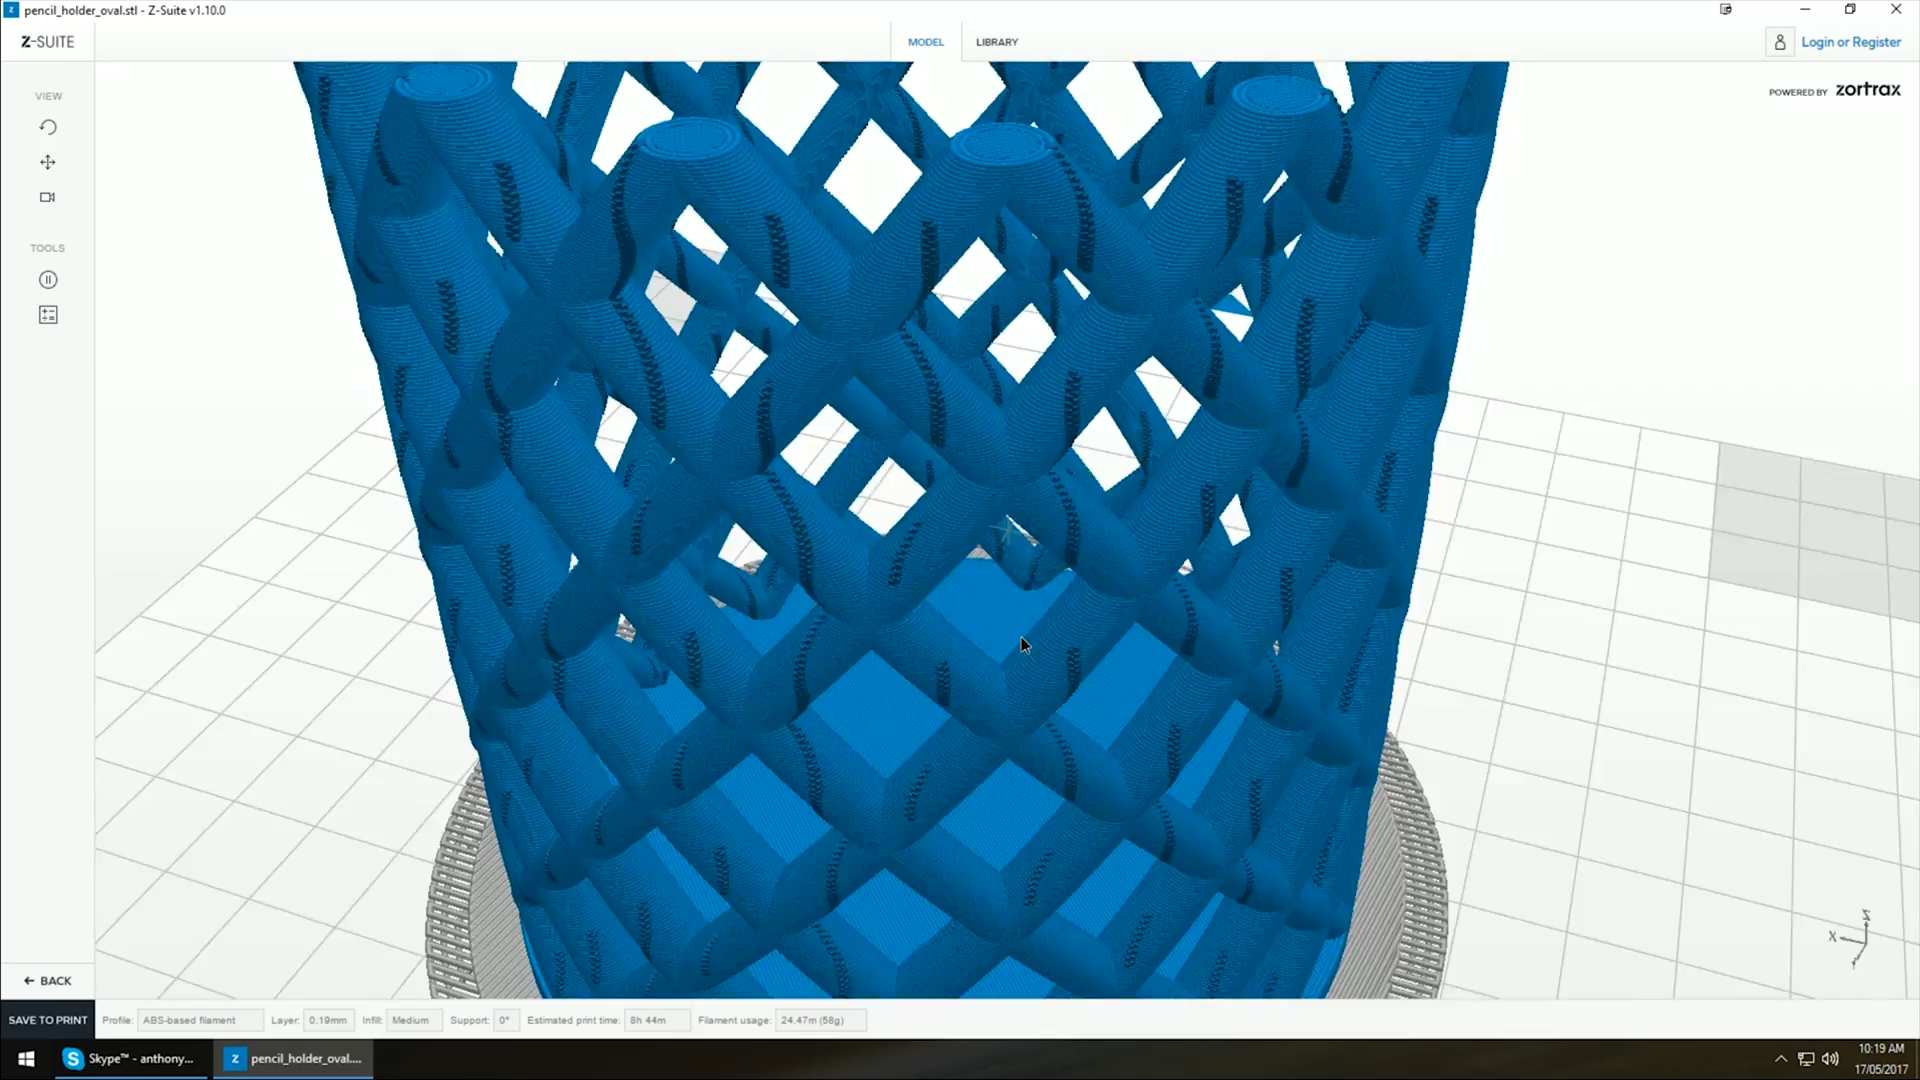 pencil_holder_oval.stl - Z-Suite v1.10.0
Z-SUITE
MODEL
LIBRARY
Login or Register
POWERED BY zortrax
VIEW
TOOLS
X
Z
Y
← BACK
SAVE TO PRINT
Profile: ABS-based filament Layer: 0.19mm Infill: Medium Support: 0° Estimated print time: 8h 44m Filament usage: 24.47m (58g)
Skype™ - anthony...
pencil_holder_oval....
10:19 AM
17/05/2017